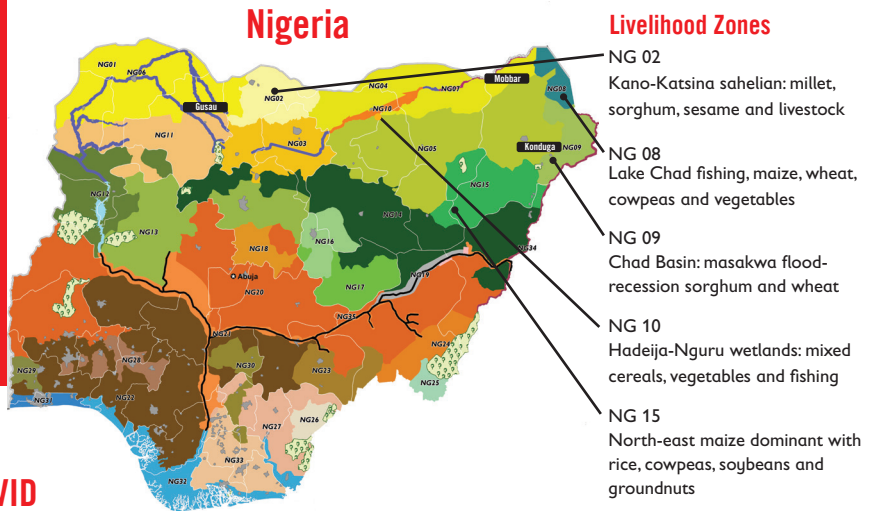 Nigeria
Livelihood Zones
NG 02
Kano-Katsina sahelian: millet,
sorghum, sesame and livestock
NG 08
Lake Chad fishing, maize, wheat,
cowpeas and vegetables
NG 09
Chad Basin: masakwa flood-
recession sorghum and wheat
NG 10
Hadeija-Nguru wetlands: mixed
cereals, vegetables and fishing
NG 15
North-east maize dominant with
rice, cowpeas, soybeans and
groundnuts
NG01
NG06
NG02
NG04
NG07
Mobbar
NG08
Gusau
NG10
NG11
NG03
NG05
Konduga
NG09
NG15
NG12
NG13
NG14
NG16
NG18
NG34
Abuja
NG20
NG17
NG19
NG35
NG21
NG24
NG28
NG29
NG30
NG23
NG25
NG31
NG22
NG27
NG26
NG33
NG32
VID